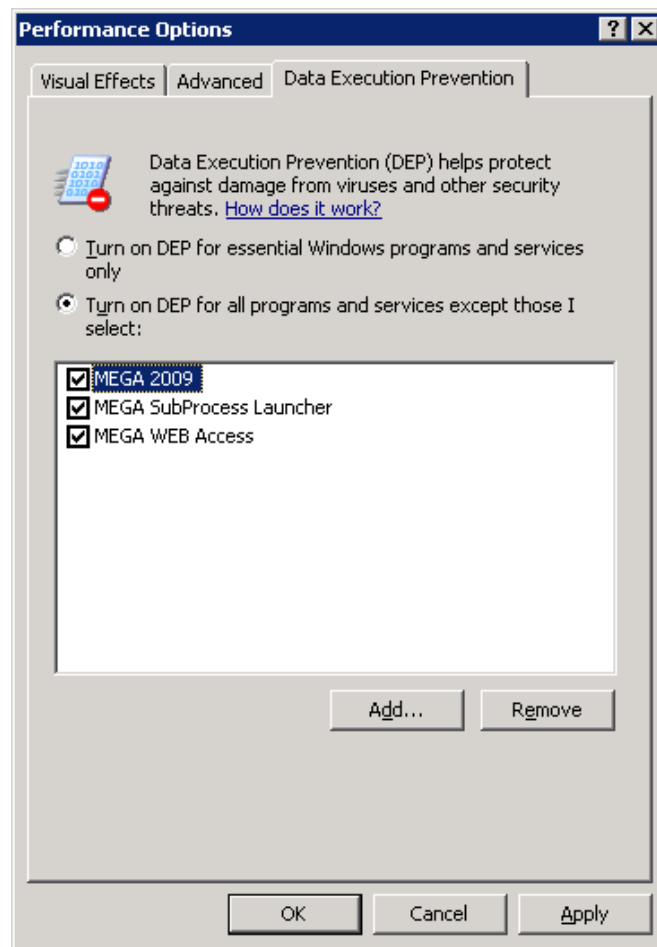 Performance Options
Visual Effects
Advanced
Data Execution Prevention
Data Execution Prevention (DEP) helps protect
against damage from viruses and other security
threats. How does it work?
Turn on DEP for essential Windows programs and services
only
Turn on DEP for all programs and services except those I
select:
MEGA 2009
MEGA SubProcess Launcher
MEGA WEB Access
Add...
Remove
OK
Cancel
Apply